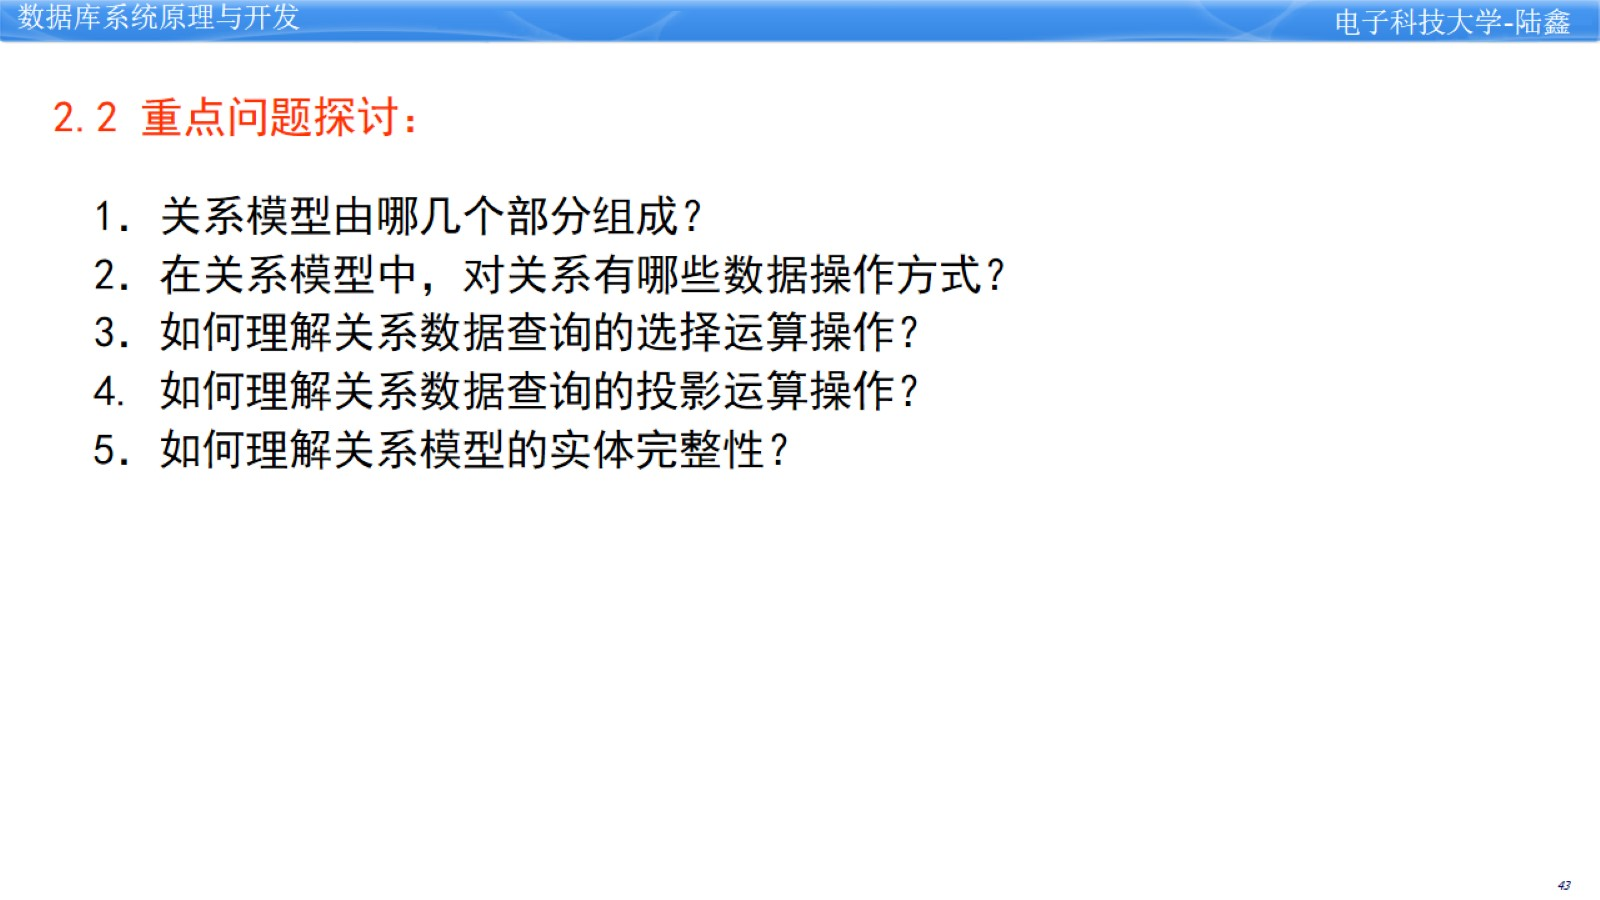 数据库系统原理与开发
电子科技大学-陆鑫
2.2 重点问题探讨：
1. 关系模型由哪几个部分组成？
2. 在关系模型中，对关系有哪些数据操作方式？
3. 如何理解关系数据查询的选择运算操作？
4. 如何理解关系数据查询的投影运算操作？
5. 如何理解关系模型的实体完整性？
43